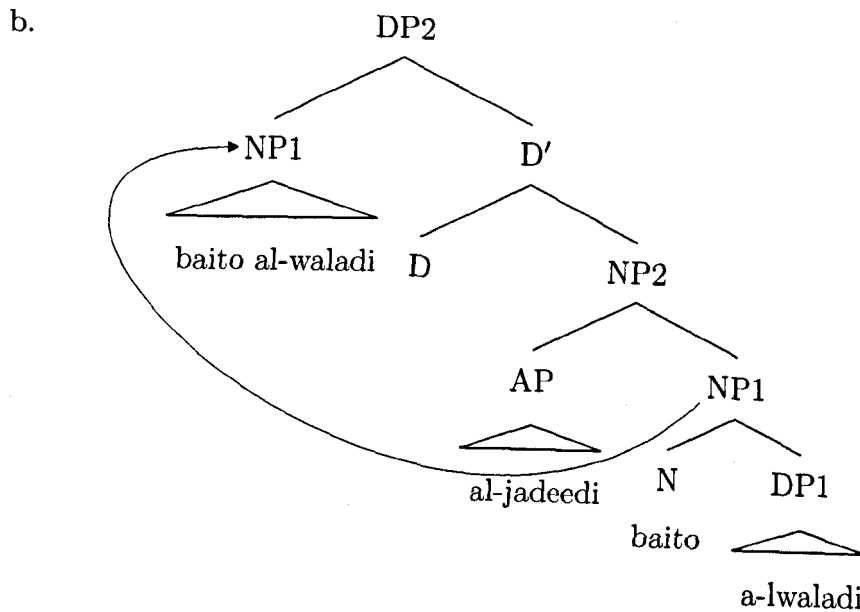 b.
DP2
NP1 D′
baito al-waladi D NP2
AP NP1
al-jadeedi N DP1
baito
a-lwaladi